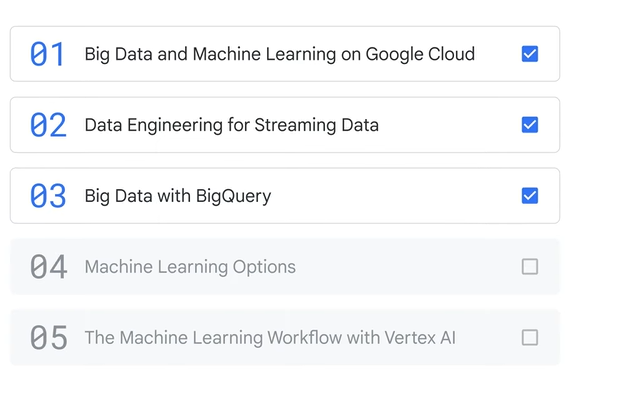 01 Big Data and Machine Learning on Google Cloud
02 Data Engineering for Streaming Data
03 Big Data with BigQuery
04 Machine Learning Options
05 The Machine Learning Workflow with Vertex AI